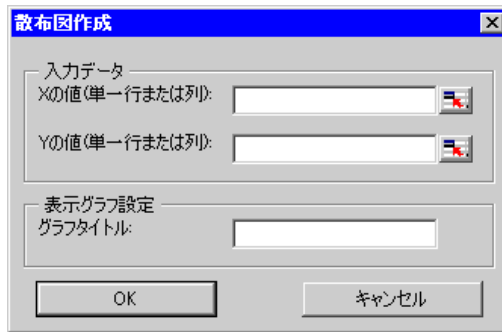 散布図作成
入力データ
Xの値(単一行または列):
Yの値(単一行または列):
表示グラフ設定
グラフタイトル:
OK
キャンセル